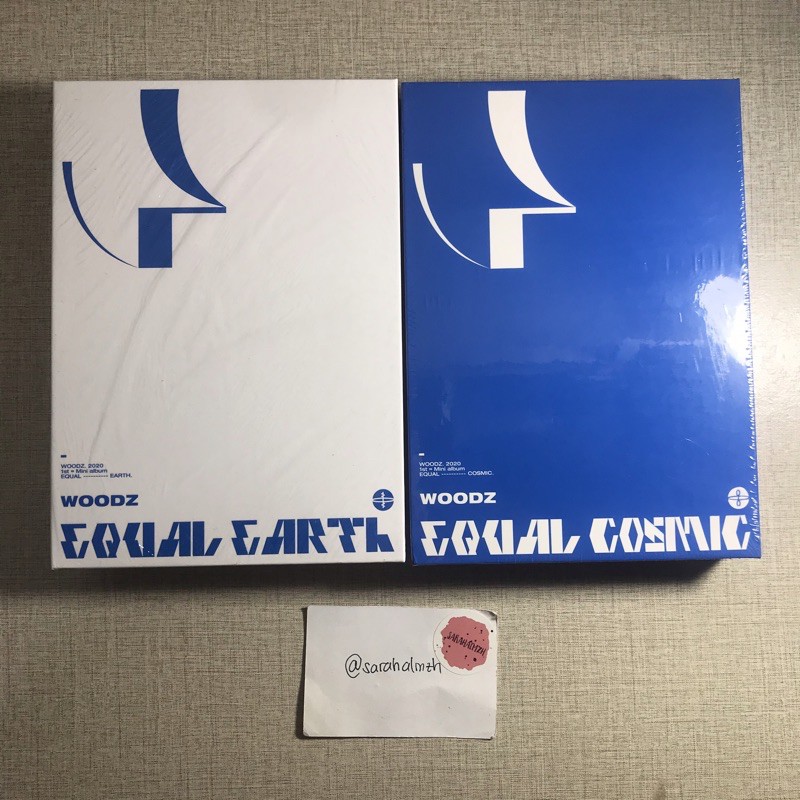 WOODZ. 2020
1st = Mini album
EQUAL ---------- EARTH.
WOODZ
EQUAL EARTh
WOODZ. 2020
1st = Mini album
EQUAL ---------- COSMIC.
WOODZ
EQUAL COSMIC
@sarahalmzh
SARAHALMZH